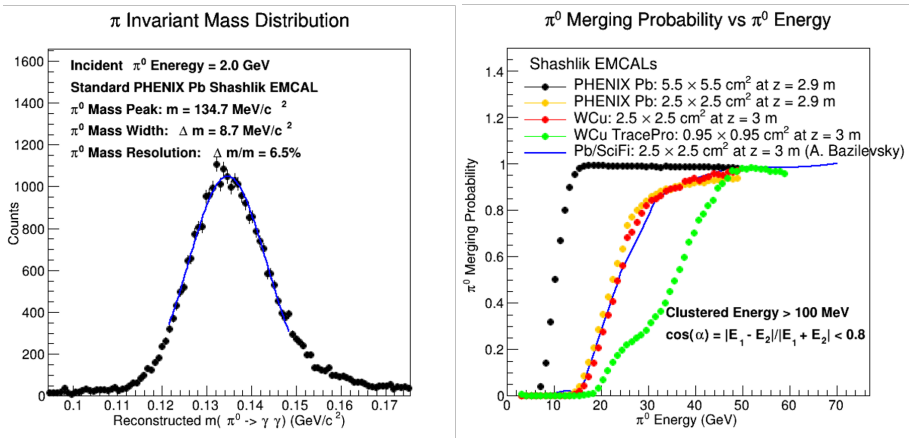 π Invariant Mass Distribution
1600
1400
1200
1000
800
600
400
200
0
Counts
Incident π⁰ Eneregy = 2.0 GeV
Standard PHENIX Pb Shashlik EMCAL
π⁰ Mass Peak: m = 134.7 MeV/c²
π⁰ Mass Width: Δ m = 8.7 MeV/c²
π⁰ Mass Resolution: Δ m/m = 6.5%
0.1 0.11 0.12 0.13 0.14 0.15 0.16 0.17
Reconstructed m( π⁰ -> γ γ) (GeV/c²)
π⁰ Merging Probability vs π⁰ Energy
1.4
1.2
1
0.8
0.6
0.4
0.2
0
π⁰ Merging Probability
Shashlik EMCALs
PHENIX Pb: 5.5 × 5.5 cm² at z = 2.9 m
PHENIX Pb: 2.5 × 2.5 cm² at z = 2.9 m
WCu: 2.5 × 2.5 cm² at z = 3 m
WCu TracePro: 0.95 × 0.95 cm² at z = 3 m
Pb/SciFi: 2.5 × 2.5 cm² at z = 3 m (A. Bazilevsky)
Clustered Energy > 100 MeV
cos(α) = |E₁ - E₂|/|E₁ + E₂| < 0.8
0 10 20 30 40 50 60 70
π⁰ Energy (GeV)